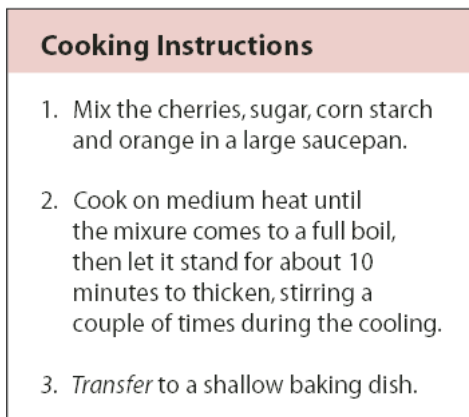 Cooking Instructions
1. Mix the cherries, sugar, corn starch
and orange in a large saucepan.
2. Cook on medium heat until
the mixure comes to a full boil,
then let it stand for about 10
minutes to thicken, stirring a
couple of times during the cooling.
3. Transfer to a shallow baking dish.